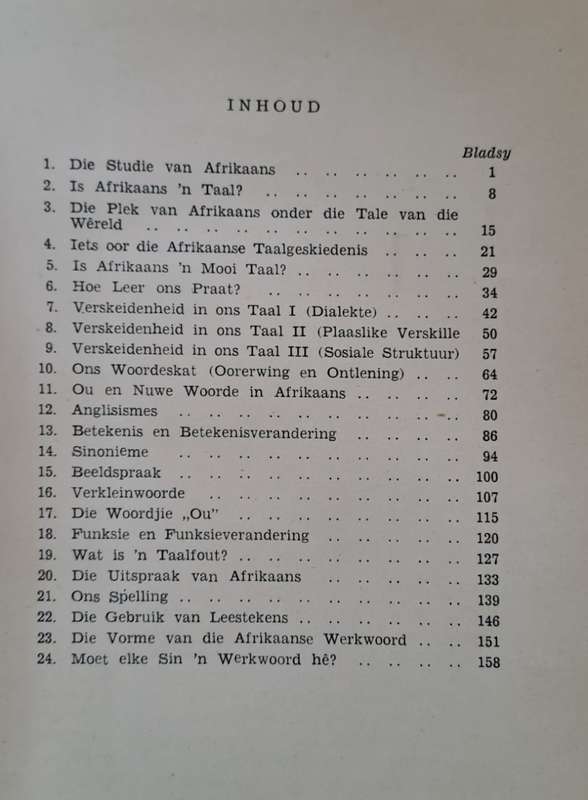 INHOUD
Bladsy
1. Die Studie van Afrikaans .. .. .. .. .. .. 1
2. Is Afrikaans 'n Taal? .. .. .. .. .. .. .. 8
3. Die Plek van Afrikaans onder die Tale van die
Wêreld .. .. .. .. .. .. .. .. .. .. .. 15
4. Iets oor die Afrikaanse Taalgeskiedenis .. .. .. 21
5. Is Afrikaans 'n Mooi Taal? .. .. .. .. .. .. 29
6. Hoe Leer ons Praat? .. .. .. .. .. .. .. 34
7. Verskeidenheid in ons Taal I (Dialekte) .. .. .. 42
8. Verskeidenheid in ons Taal II (Plaaslike Verskille 50
9. Verskeidenheid in ons Taal III (Sosiale Struktuur) 57
10. Ons Woordeskat (Oorerwing en Ontlening) .. .. 64
11. Ou en Nuwe Woorde in Afrikaans .. .. .. .. 72
12. Anglisismes .. .. .. .. .. .. .. .. .. .. 80
13. Betekenis en Betekenisverandering .. .. .. .. 86
14. Sinonieme .. .. .. .. .. .. .. .. .. .. 94
15. Beeldspraak .. .. .. .. .. .. .. .. .. .. 100
16. Verkleinwoorde .. .. .. .. .. .. .. .. .. 107
17. Die Woordjie „Ou” .. .. .. .. .. .. .. .. 115
18. Funksie en Funksieverandering .. .. .. .. .. 120
19. Wat is 'n Taalfout? .. .. .. .. .. .. .. .. 127
20. Die Uitspraak van Afrikaans .. .. .. .. .. 133
21. Ons Spelling .. .. .. .. .. .. .. .. .. .. 139
22. Die Gebruik van Leestekens .. .. .. .. .. .. 146
23. Die Vorme van die Afrikaanse Werkwoord .. .. 151
24. Moet elke Sin 'n Werkwoord hê? .. .. .. .. 158